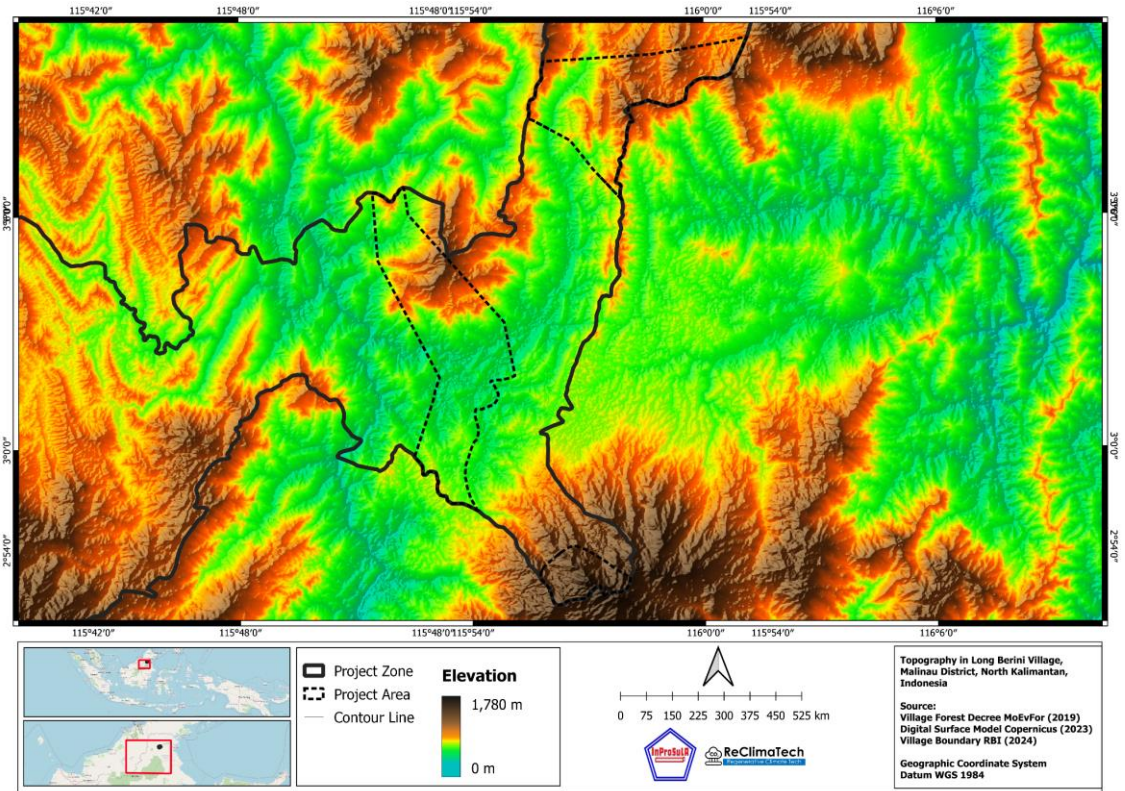 115°42'0" 115°48'0" 115°48'0"115°54'0" 116°0'0" 115°54'0" 116°6'0"
3°0'0"
3°0'0"
2°54'0"
2°54'0"
115°42'0" 115°48'0" 115°48'0"115°54'0" 116°0'0" 115°54'0" 116°6'0"
Project Zone
Project Area
Contour Line
Elevation
1,780 m
0 m
0 75 150 225 300 375 450 525 km
InProSuLA
ReClimaTech
Regenerative Climate Tech
Topography in Long Berini Village,
Malinau District, North Kalimantan,
Indonesia
Source:
Village Forest Decree MoEvFor (2019)
Digital Surface Model Copernicus (2023)
Village Boundary RBI (2024)
Geographic Coordinate System
Datum WGS 1984